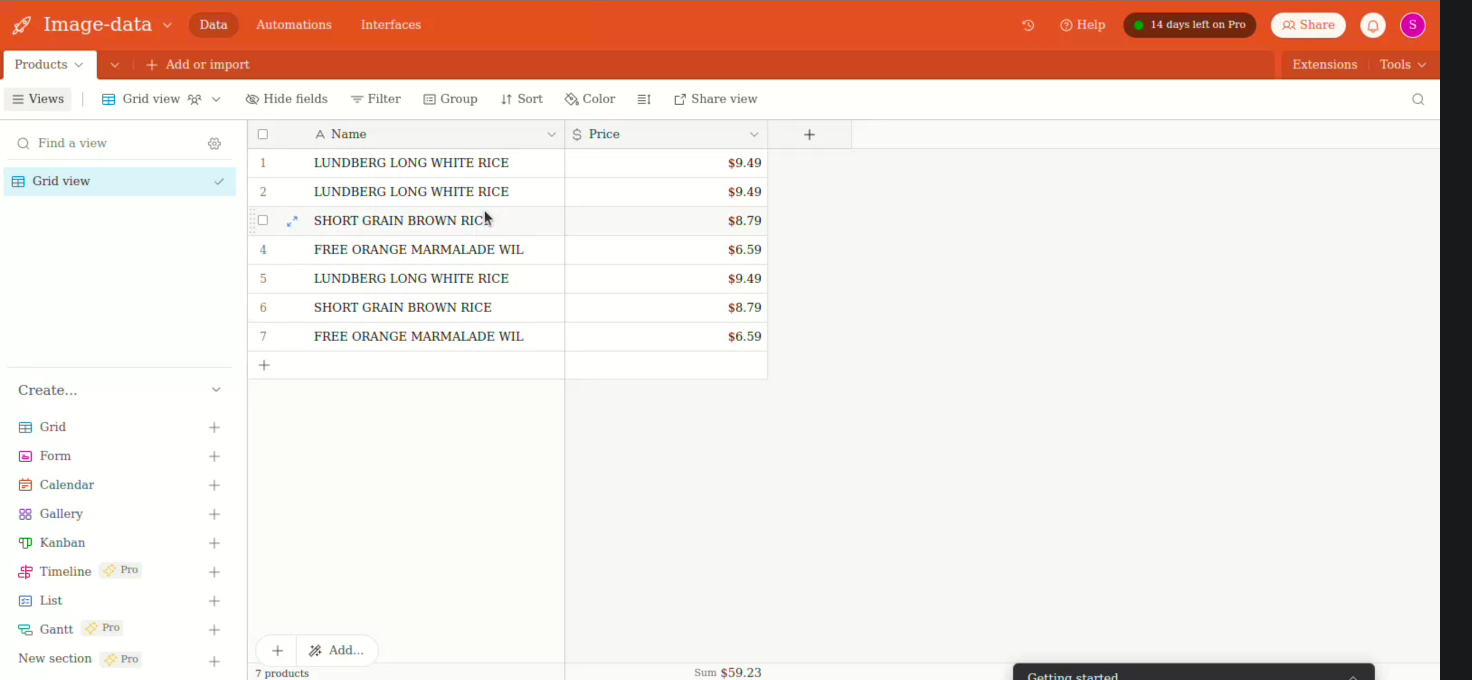 Image-data Data Automations Interfaces Help 14 days left on Pro Share S
Products Add or import Extensions Tools
Views Grid view Hide fields Filter Group Sort Color Share view
Find a view
Grid view
Name Price
1 LUNDBERG LONG WHITE RICE $9.49
2 LUNDBERG LONG WHITE RICE $9.49
SHORT GRAIN BROWN RICE $8.79
4 FREE ORANGE MARMALADE WIL $6.59
5 LUNDBERG LONG WHITE RICE $9.49
6 SHORT GRAIN BROWN RICE $8.79
7 FREE ORANGE MARMALADE WIL $6.59
Create...
Grid
Form
Calendar
Gallery
Kanban
Timeline Pro
List
Gantt Pro
New section Pro
Add...
7 products Sum $59.23
Getting started